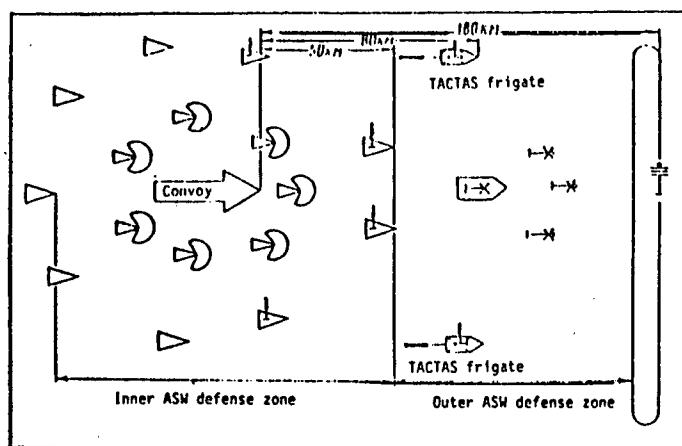 180KM
80KM
50KM
TACTAS frigate
Convoy
TACTAS frigate
Inner ASW defense zone
Outer ASW defense zone